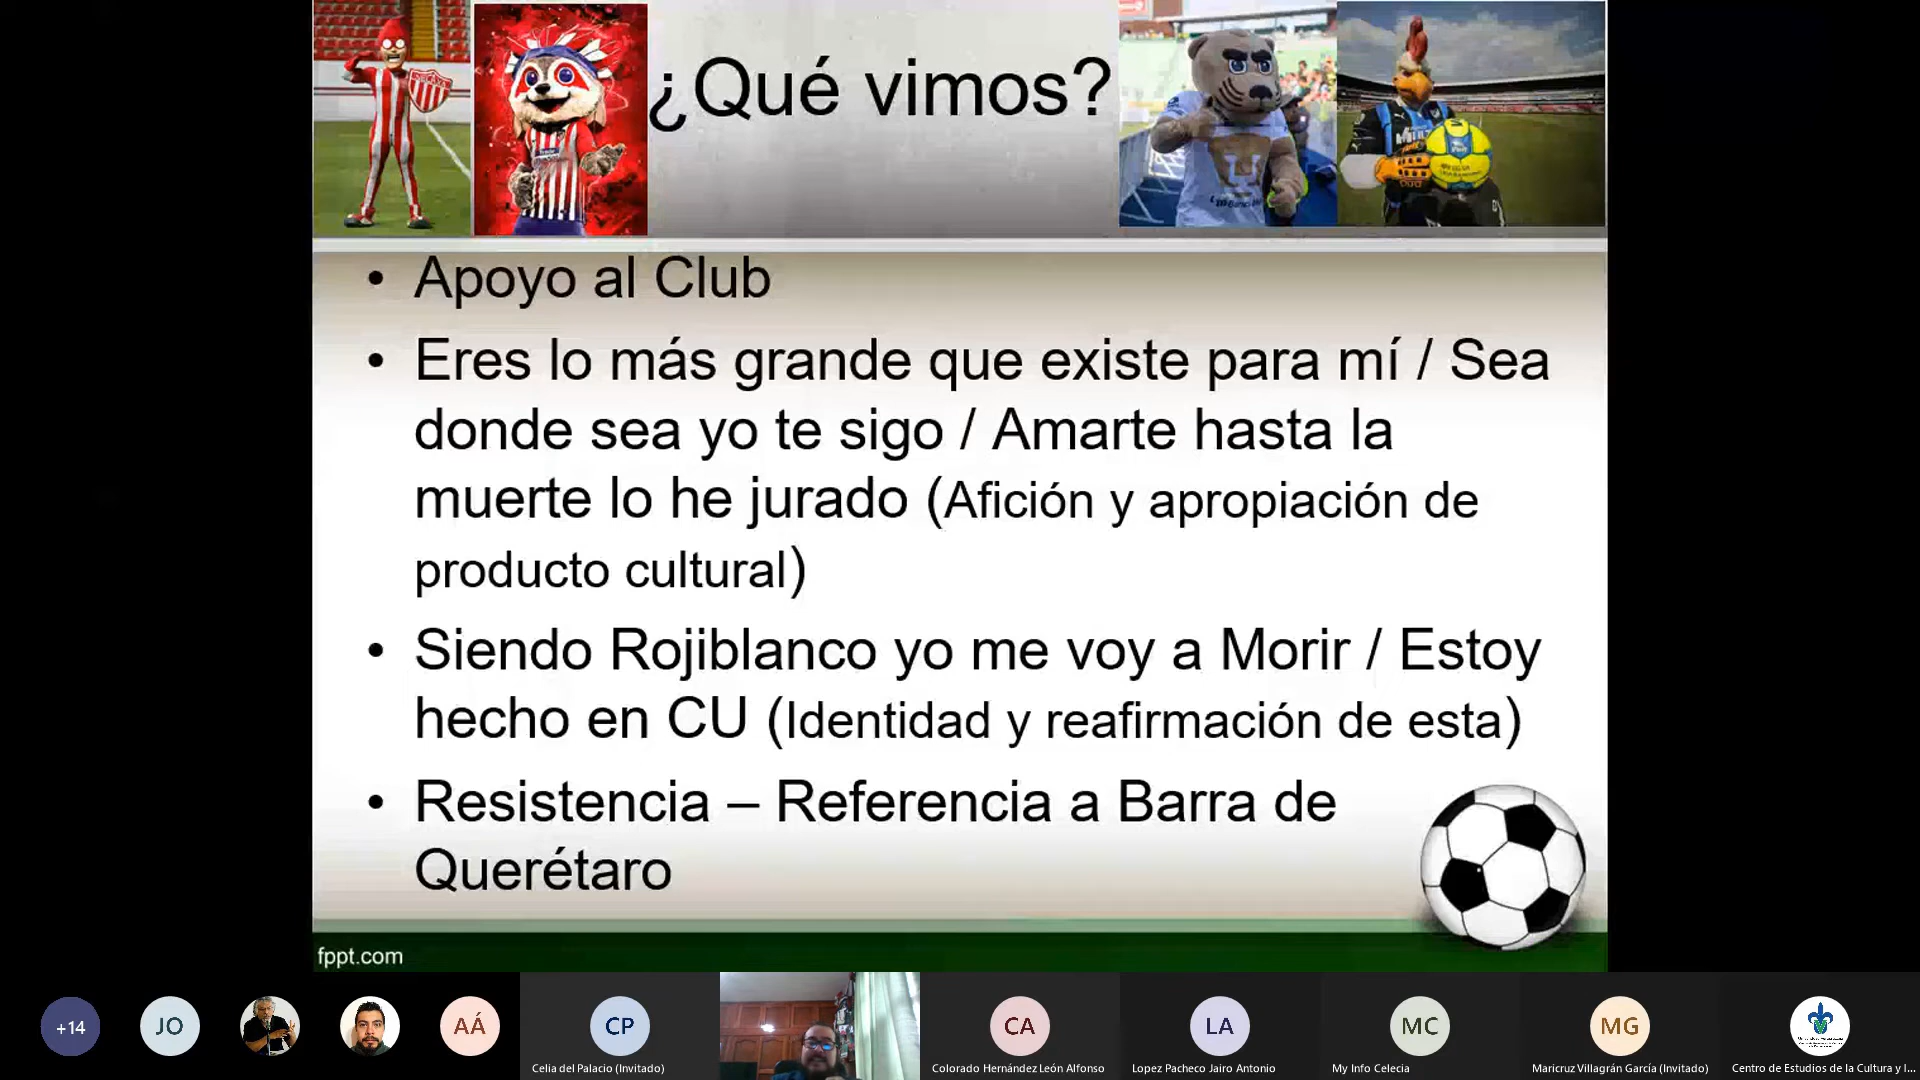 ¿Qué vimos?
• Apoyo al Club
• Eres lo más grande que existe para mí / Sea
donde sea yo te sigo / Amarte hasta la
muerte lo he jurado (Afición y apropiación de
producto cultural)
• Siendo Rojiblanco yo me voy a Morir / Estoy
hecho en CU (Identidad y reafirmación de esta)
• Resistencia – Referencia a Barra de
Querétaro
fppt.com
+14
JO
AÁ
CP
CA
LA
MC
MG
Celia del Palacio (Invitado)
Colorado Hernández León Alfonso
Lopez Pacheco Jairo Antonio
My Info Celecia
Maricruz Villagrán García (Invitado)
Centro de Estudios de la Cultura y l...